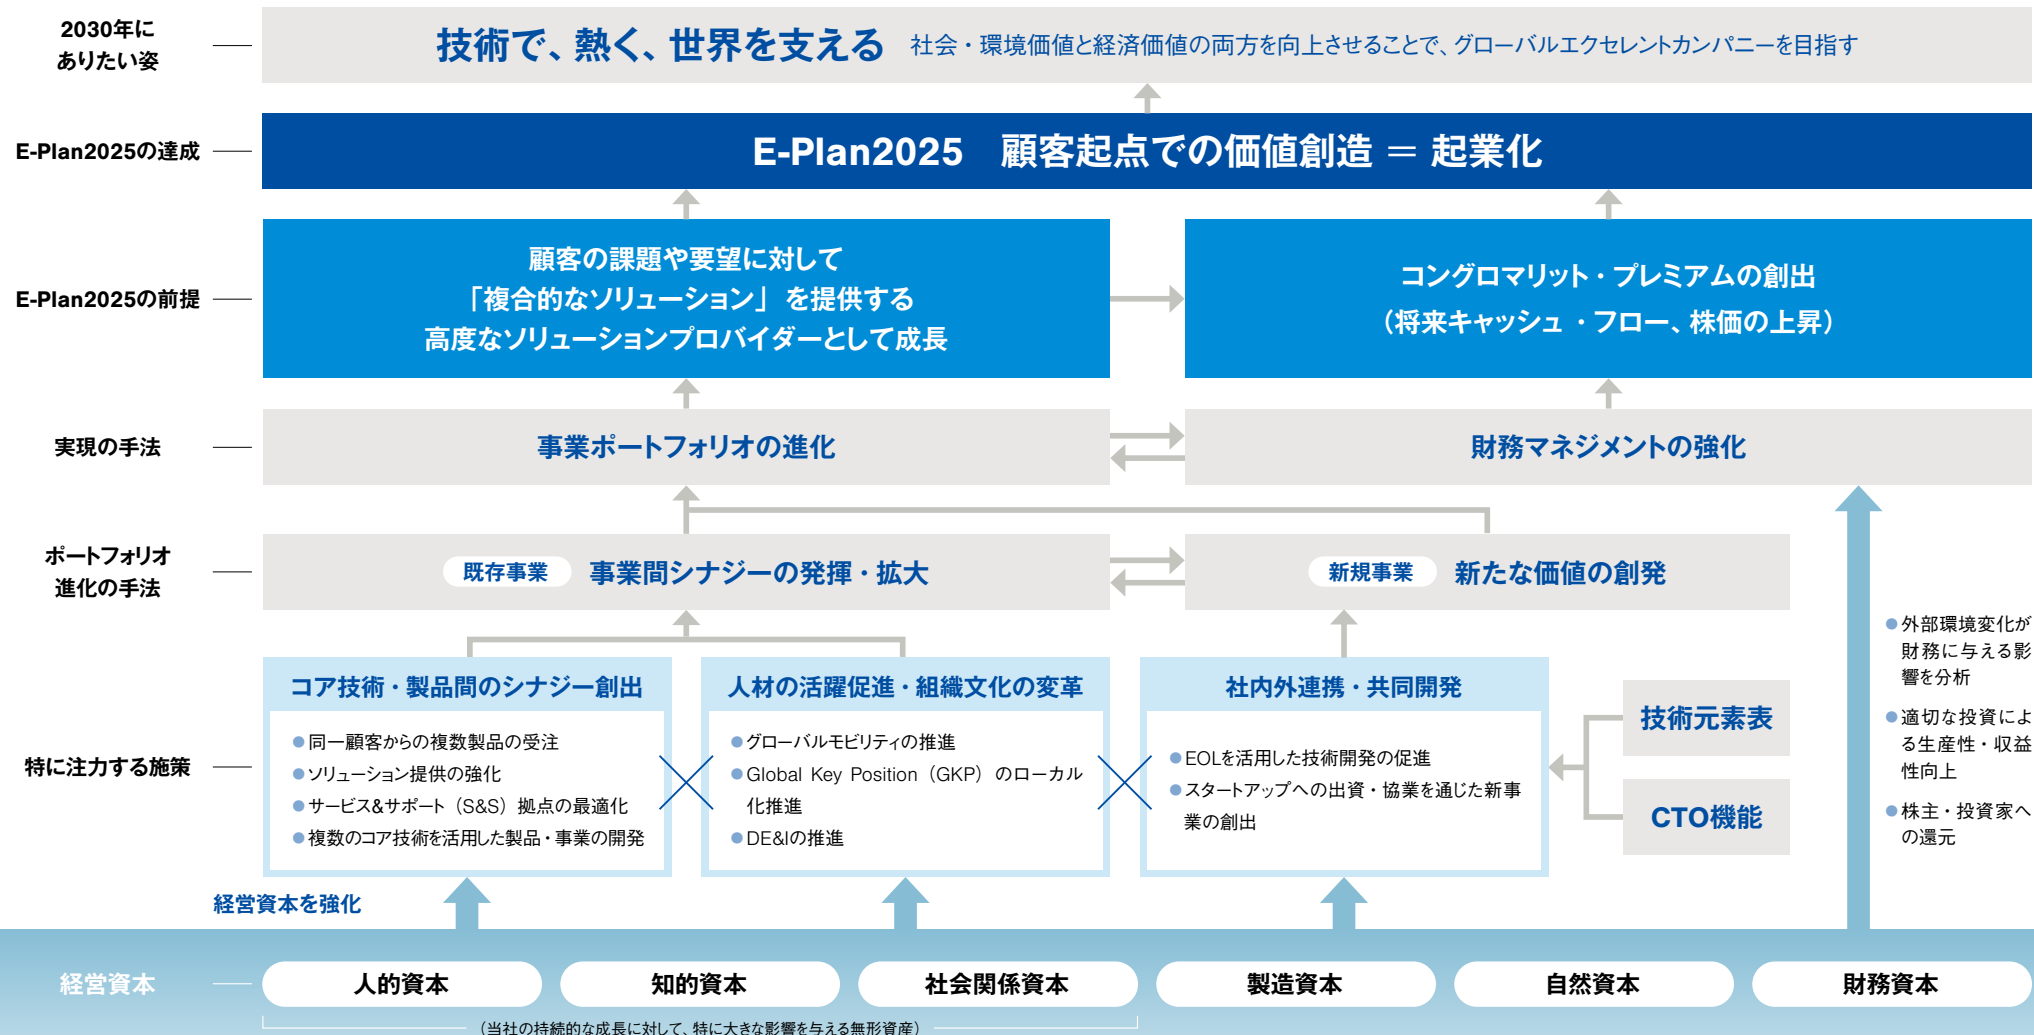 2030年に
ありたい姿
技術で、熱く、世界を支える 社会・環境価値と経済価値の両方を向上させることで、グローバルエクセレントカンパニーを目指す
E-Plan2025の達成
E-Plan2025 顧客起点での価値創造 = 起業化
E-Plan2025の前提
顧客の課題や要望に対して
「複合的なソリューション」を提供する
高度なソリューションプロバイダーとして成長
コングロマリット・プレミアムの創出
(将来キャッシュ・フロー、株価の上昇)
実現の手法
事業ポートフォリオの進化
財務マネジメントの強化
ポートフォリオ
進化の手法
既存事業 事業間シナジーの発揮・拡大
新規事業 新たな価値の創発
特に注力する施策
コア技術・製品間のシナジー創出
●同一顧客からの複数製品の受注
●ソリューション提供の強化
●サービス&サポート(S&S)拠点の最適化
●複数のコア技術を活用した製品・事業の開発
人材の活躍促進・組織文化の変革
●グローバルモビリティの推進
●Global Key Position(GKP)のローカル
化推進
●DE&Iの推進
社内外連携・共同開発
●EOLを活用した技術開発の促進
●スタートアップへの出資・協業を通じた新事
業の創出
技術元素表
CTO機能
●外部環境変化が
財務に与える影
響を分析
●適切な投資によ
る生産性・収益
性向上
●株主・投資家へ
の還元
経営資本を強化
経営資本
人的資本
知的資本
社会関係資本
製造資本
自然資本
財務資本
(当社の持続的な成長に対して、特に大きな影響を与える無形資産)